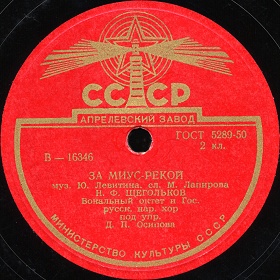 СССР
АПРЕЛЕВСКИЙ ЗАВОД
ГОСТ 5289-50
В — 16346
2 кл.
ЗА МИУС-РЕКОЙ
муз. Ю. Левитина, сл. М. Лапирова
Н. Ф. ЩЕГОЛЬКОВ
Вокальный октет и Гос.
русск. нар. хор
под упр.
Д. П. Осипова
МИНИСТЕРСТВО КУЛЬТУРЫ СССР